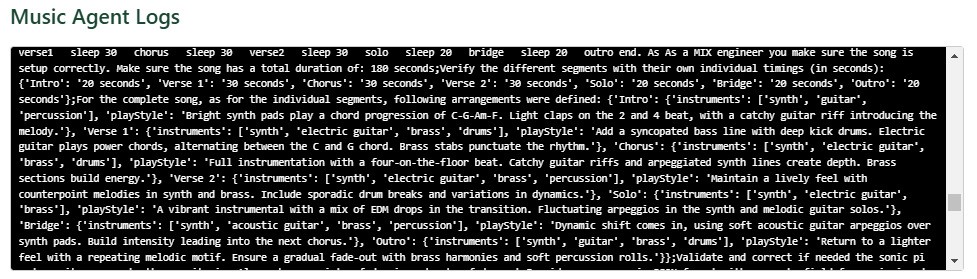 Music Agent Logs
verse1   sleep 30   chorus   sleep 30   verse2   sleep 30   solo   sleep 20   bridge   sleep 20   outro end. As As a MIX engineer you make sure the song is
setup correctly. Make sure the song has a total duration of: 180 seconds;Verify the different segments with their own individual timings (in seconds):
{'Intro': '20 seconds', 'Verse 1': '30 seconds', 'Chorus': '30 seconds', 'Verse 2': '30 seconds', 'Solo': '20 seconds', 'Bridge': '20 seconds', 'Outro': '20
seconds'};For the complete song, as for the individual segments, following arrangements were defined: {'Intro': {'instruments': ['synth', 'guitar',
'percussion'], 'playStyle': 'Bright synth pads play a chord progression of C-G-Am-F. Light claps on the 2 and 4 beat, with a catchy guitar riff introducing the
melody.'}, 'Verse 1': {'instruments': ['synth', 'electric guitar', 'brass', 'drums'], 'playStyle': 'Add a syncopated bass line with deep kick drums. Electric
guitar plays power chords, alternating between the C and G chord. Brass stabs punctuate the rhythm.'}, 'Chorus': {'instruments': ['synth', 'electric guitar',
'brass', 'drums'], 'playStyle': 'Full instrumentation with a four-on-the-floor beat. Catchy guitar riffs and arpeggiated synth lines create depth. Brass
sections build energy.'}, 'Verse 2': {'instruments': ['synth', 'electric guitar', 'brass', 'percussion'], 'playStyle': 'Maintain a lively feel with
counterpoint melodies in synth and brass. Include sporadic drum breaks and variations in dynamics.'}, 'Solo': {'instruments': ['synth', 'electric guitar',
'brass'], 'playStyle': 'A vibrant instrumental with a mix of EDM drops in the transition. Fluctuating arpeggios in the synth and melodic guitar solos.'},
'Bridge': {'instruments': ['synth', 'acoustic guitar', 'brass', 'percussion'], 'playStyle': 'Dynamic shift comes in, using soft acoustic guitar arpeggios over
synth pads. Build intensity leading into the next chorus.'}, 'Outro': {'instruments': ['synth', 'guitar', 'brass', 'drums'], 'playStyle': 'Return to a lighter
feel with a repeating melodic motif. Ensure a gradual fade-out with brass harmonies and soft percussion rolls.'}};Validate and correct if needed the sonic pi